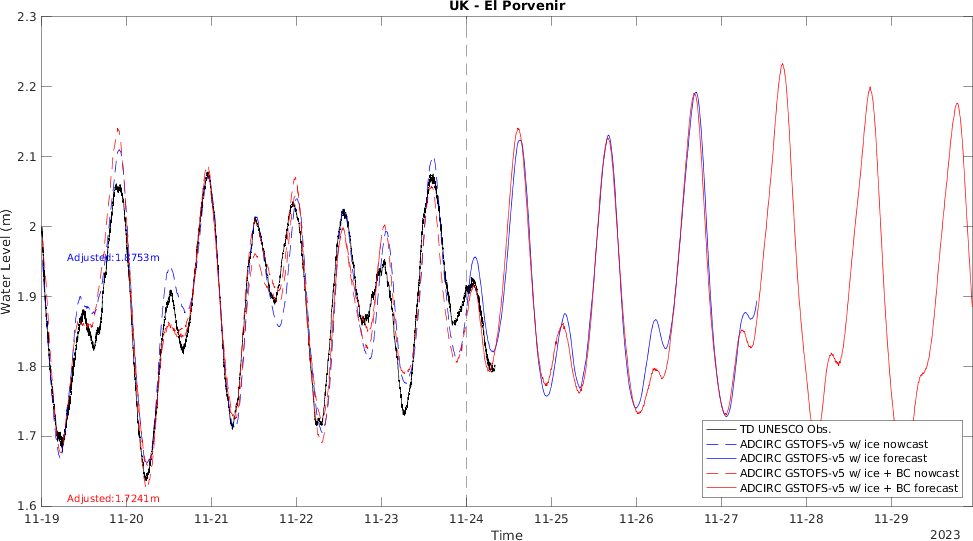 UK - El Porvenir
2.3
2.2
2.1
2
1.9
1.8
1.7
1.6
Water Level (m)
Adjusted:1.8753m
Adjusted:1.7241m
TD UNESCO Obs.
ADCIRC GSTOFS-v5 w/ ice nowcast
ADCIRC GSTOFS-v5 w/ ice forecast
ADCIRC GSTOFS-v5 w/ ice + BC nowcast
ADCIRC GSTOFS-v5 w/ ice + BC forecast
11-19 11-20 11-21 11-22 11-23 11-24 11-25 11-26 11-27 11-28 11-29
Time
2023